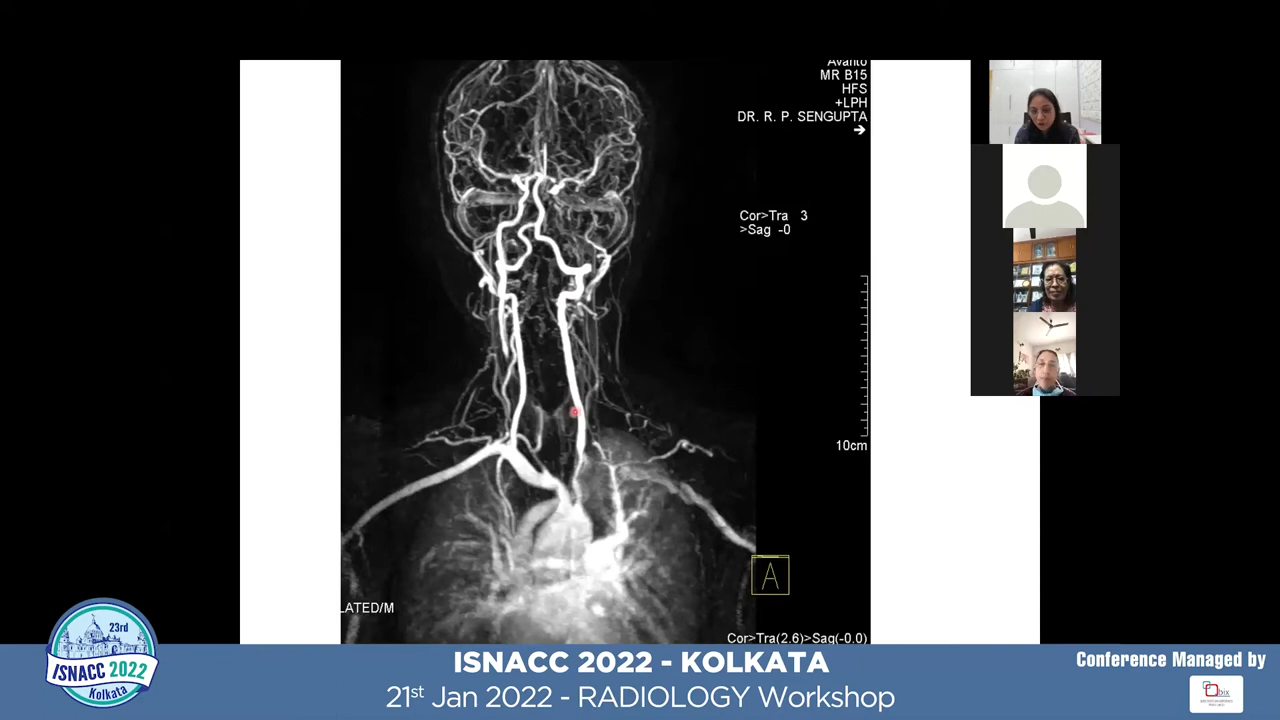 Avanto
MR B15
HFS
+LPH
DR. R. P. SENGUPTA
Cor>Tra 3
>Sag -0
10cm
A
LATED/M
Cor>Tra(2.6)>Sag(-0.0)
23rd
ISNACC 2022
Kolkata
ISNACC 2022 - KOLKATA
21st Jan 2022 - RADIOLOGY Workshop
Conference Managed by
bix